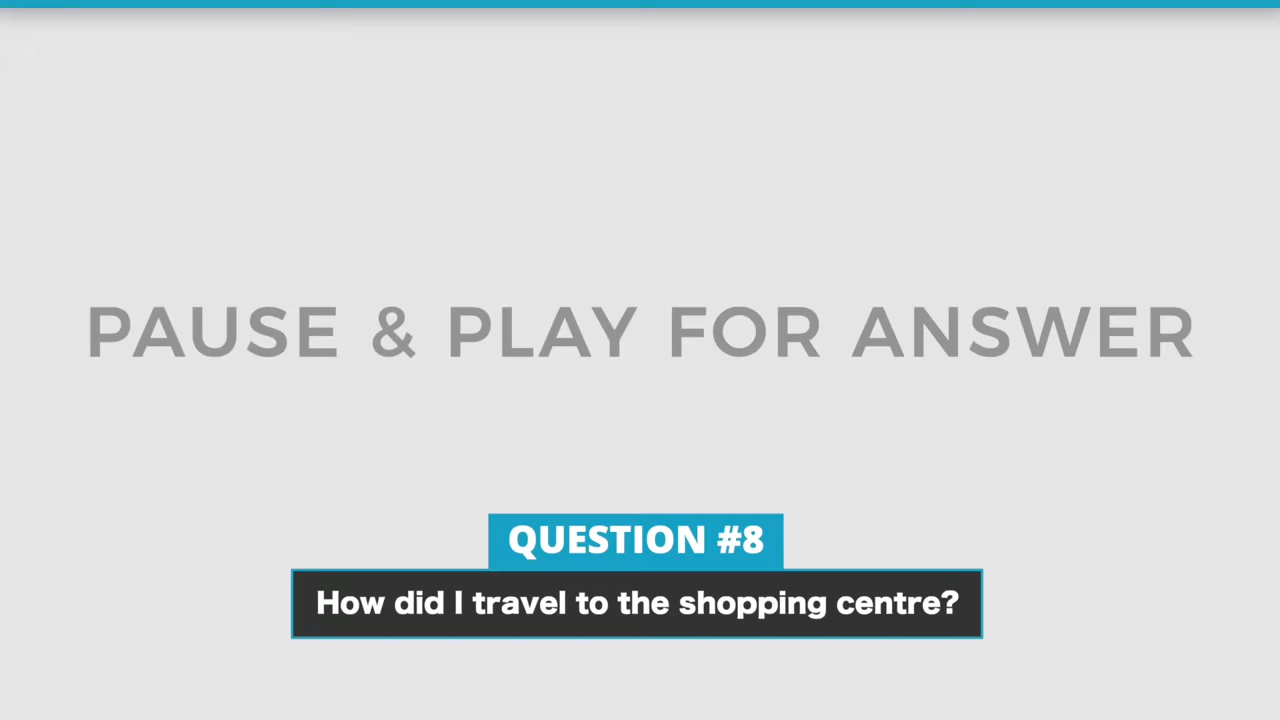 PAUSE & PLAY FOR ANSWER
QUESTION #8
How did I travel to the shopping centre?